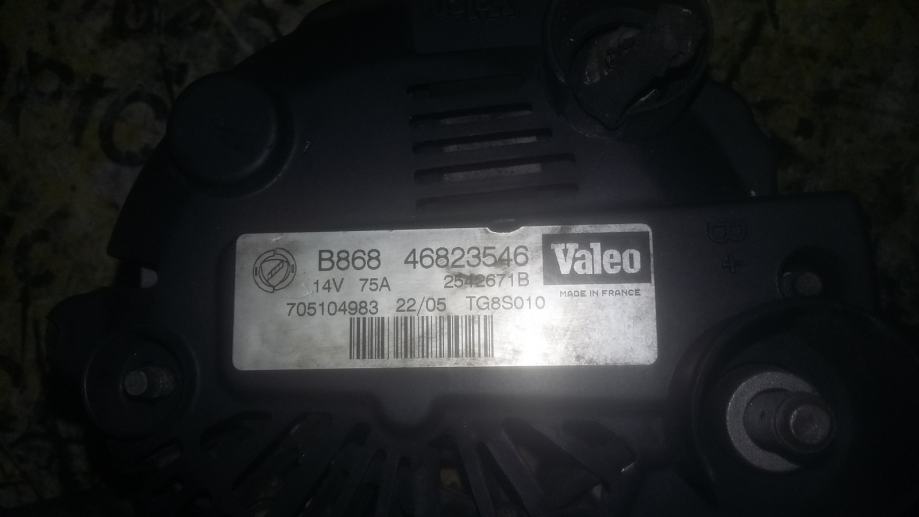 B868 46823546 Valeo
14V 75A 2542671B
MADE IN FRANCE
705104983 22/05 TG8S010
B
+